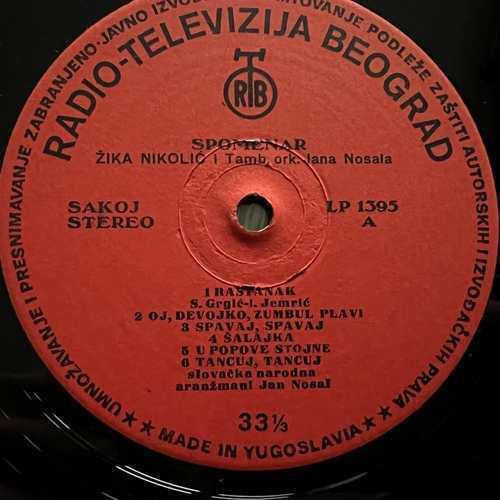 UMNOŽAVANJE I PRESNIMAVANJE ZABRANJENO·JAVNO PODLEŽE ZAŠTITI AUTORSKIH I IZVOĐAČKIH PRAVA
RADIO-TELEVIZIJA BEOGRAD
RTB
SPOMENAR
ŽIKA NIKOLIĆ i Tamb. ork. Jana Nosala
SAKOJ
STEREO
LP 1395
A
1 RASTANAK
S. Grgić-I. Jemrić
2 OJ, DEVOJKO, ZUMBUL PLAVI
3 SPAVAJ, SPAVAJ
4 ŠALAJKA
5 U POPOVE STOJNE
6 TANCUJ, TANCUJ
slovačka narodna
aranžmani Jan Nosal
33⅓
MADE IN YUGOSLAVIA